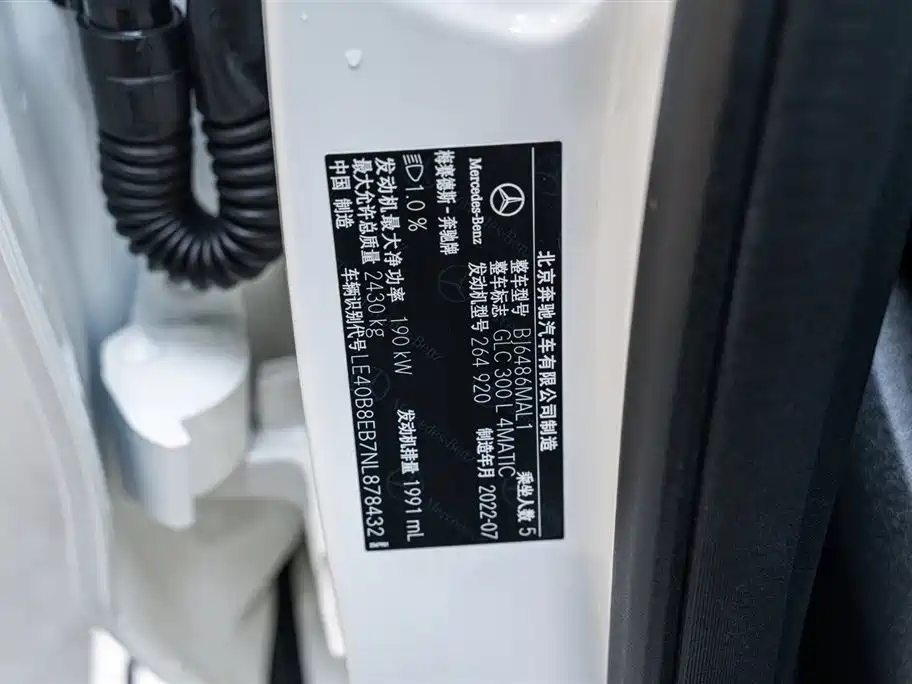 北京奔驰汽车有限公司制造
Mercedes-Benz
梅赛德斯-奔驰牌
整车型号 BJ6486MAL1 乘坐人数 5
整车标志 GLC 300 L 4MATIC
发动机型号 264 920 制造年月 2022-07
1.0 %
发动机最大净功率 190 kW 发动机排量 1991 mL
最大允许总质量 2430 kg
中国 制造 车辆识别代号 LE40B8EB7NL878432